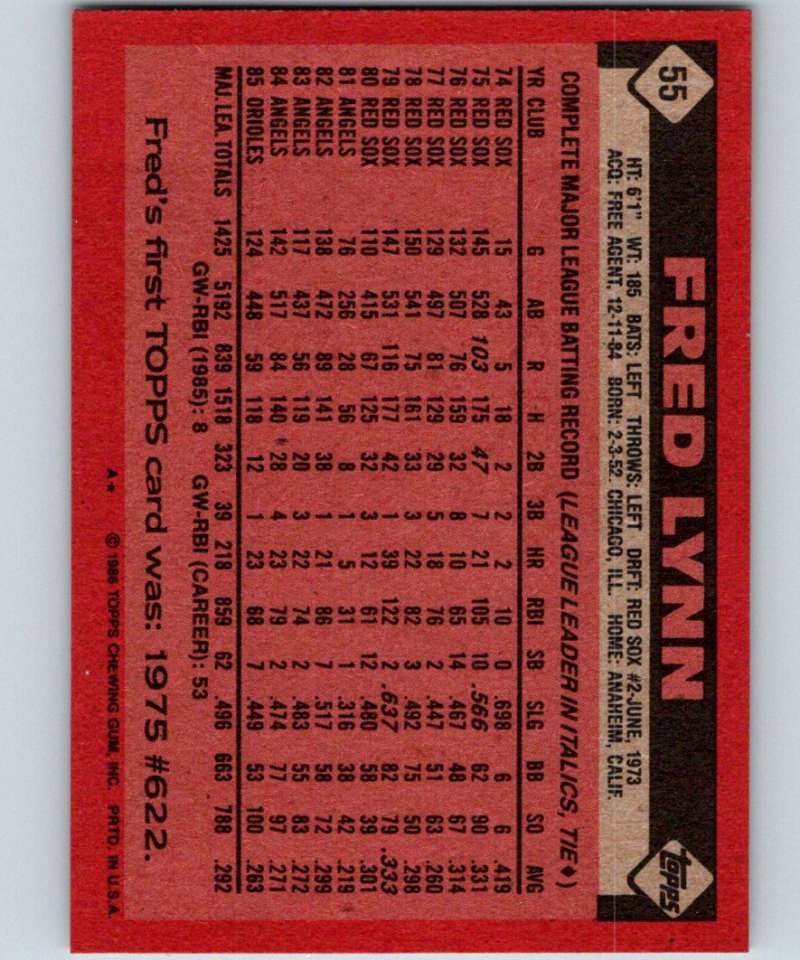 55
FRED LYNN
Topps
HT: 6'1" WT: 185 BATS: LEFT THROWS: LEFT DRFT: RED SOX #2-JUNE, 1973
ACQ: FREE AGENT, 12-11-84 BORN: 2-3-52, CHICAGO, ILL. HOME: ANAHEIM, CALIF.
COMPLETE MAJOR LEAGUE BATTING RECORD (LEAGUE LEADER IN ITALICS, TIE♦)
YR CLUB G AB R H 2B 3B HR RBI SB SLG BB SO AVG
74 RED SOX 15 43 5 18 2 2 2 10 0 .698 6 6 .419
75 RED SOX 145 528 103 175 47 7 21 105 10 .566 62 90 .331
76 RED SOX 132 507 76 159 32 8 10 65 14 .467 48 67 .314
77 RED SOX 129 497 81 129 29 5 18 76 2 .447 51 63 .260
78 RED SOX 150 541 75 161 33 3 22 82 3 .492 75 50 .298
79 RED SOX 147 531 116 177 42 1 39 122 2 .637 82 79 .333
80 RED SOX 110 415 67 125 32 3 12 61 12 .480 58 39 .301
81 ANGELS 76 256 28 56 8 1 5 31 1 .316 38 42 .219
82 ANGELS 138 472 89 141 38 1 21 86 7 .517 58 72 .299
83 ANGELS 117 437 56 119 20 3 22 74 2 .483 55 83 .272
84 ANGELS 142 517 84 140 28 4 23 79 2 .474 77 97 .271
85 ORIOLES 124 448 59 118 12 1 23 68 7 .449 53 100 .263
MAJ. LEA. TOTALS 1425 5192 839 1518 323 39 218 859 62 .496 663 788 .292
GW-RBI (1985): 8 GW-RBI (CAREER): 53
Fred's first TOPPS card was: 1975 #622.
A* © 1986 TOPPS CHEWING GUM, INC. PRTD. IN U.S.A.